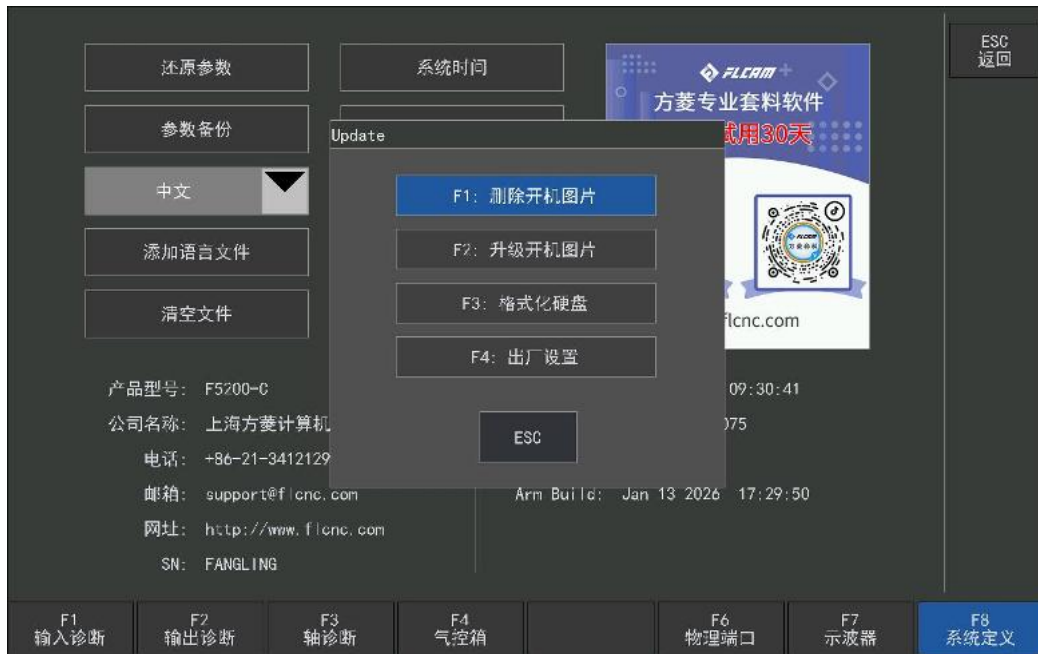 ESC
返回
还原参数
系统时间
FLCAM
方菱专业套料软件
参数备份
试用30天
Update
中文
F1: 删除开机图片
添加语言文件
F2: 升级开机图片
清空文件
F3: 格式化硬盘
flcnc.com
F4: 出厂设置
产品型号: F5200-C
09:30:41
公司名称: 上海方菱计算机
075
ESC
电话: +86-21-3412129
邮箱: support@flcnc.com
Arm Build: Jan 13 2026 17:29:50
网址: http://www.flcnc.com
SN: FANGLING
F1
输入诊断
F2
输出诊断
F3
轴诊断
F4
气控箱
F6
物理端口
F7
示波器
F8
系统定义